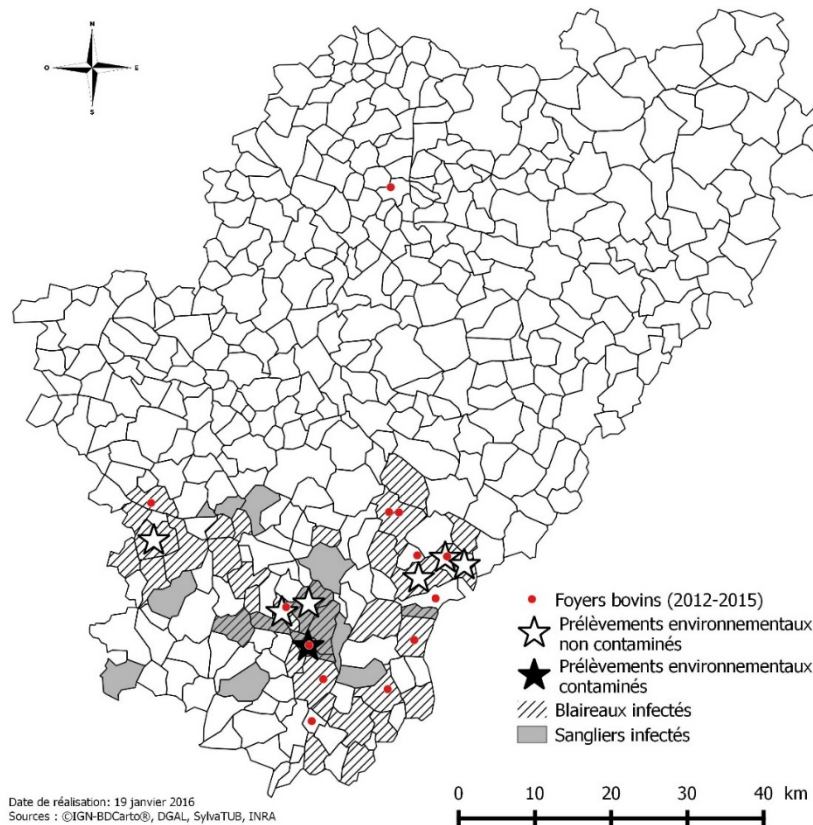 N
O
E
S
Foyers bovins (2012-2015)
Prélèvements environnementaux
non contaminés
Prélèvements environnementaux
contaminés
Blaireaux infectés
Sangliers infectés
Date de réalisation: 19 janvier 2016
Sources : ©IGN-BDCarto®, DGAL, SylvaTUB, INRA
0 10 20 30 40 km